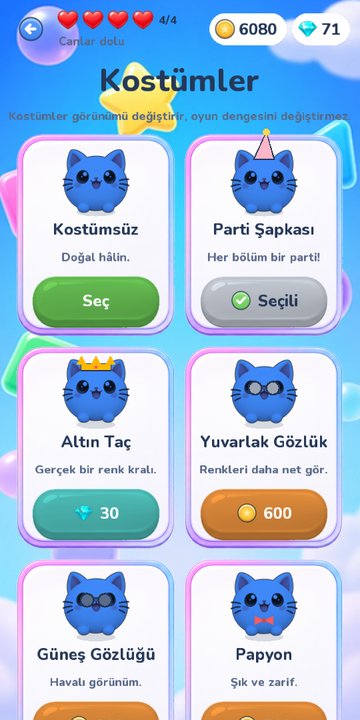 4/4
Canlar dolu
6080
71
Kostümler
Kostümler görünümü değiştirir, oyun dengesini değiştirmez.
Kostümsüz
Doğal hâlin.
Seç
Parti Şapkası
Her bölüm bir parti!
Seçili
Altın Taç
Gerçek bir renk kralı.
30
Yuvarlak Gözlük
Renkleri daha net gör.
600
Güneş Gözlüğü
Havalı görünüm.
Papyon
Şık ve zarif.